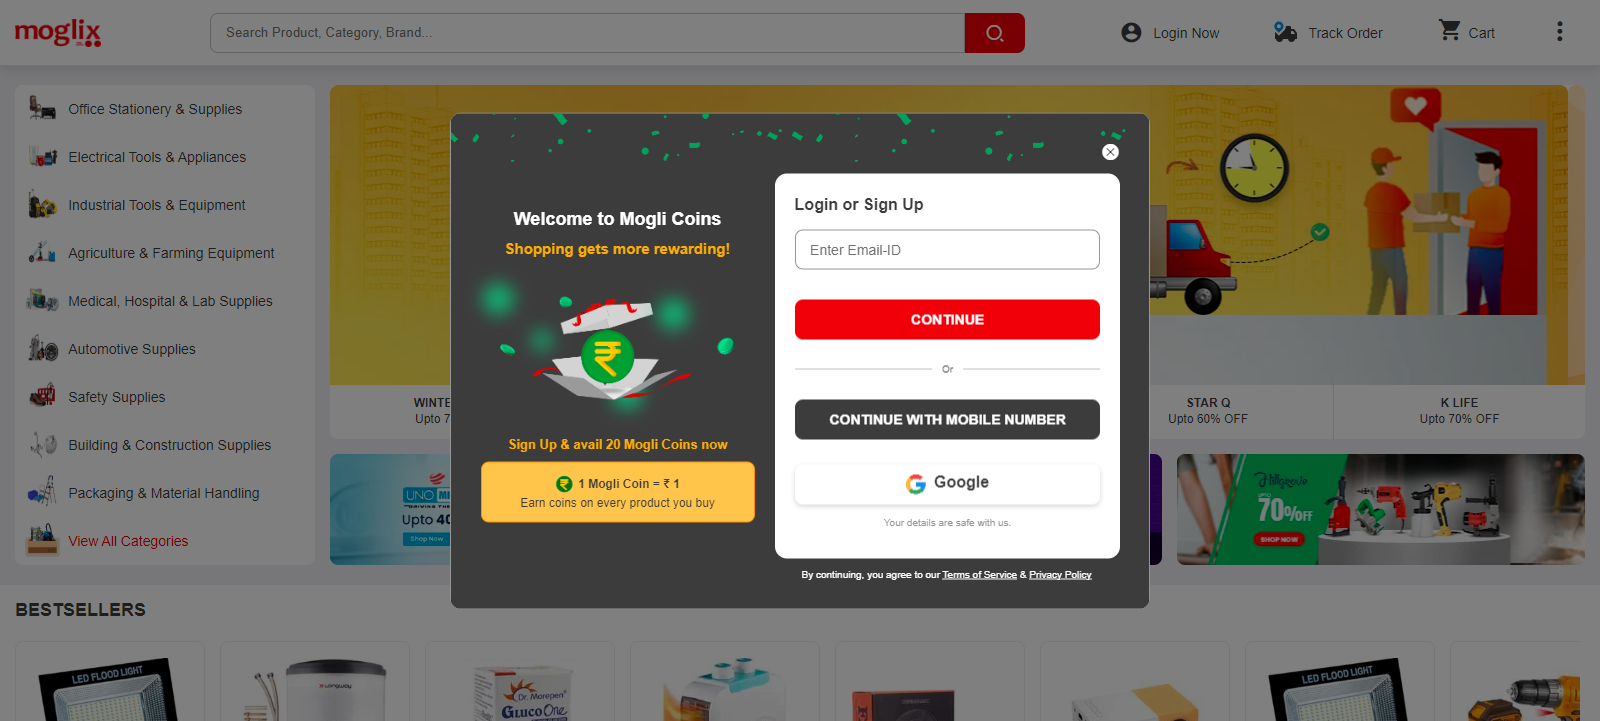 moglix
Search Product, Category, Brand...
Login Now
Track Order
Cart
Office Stationery & Supplies
Electrical Tools & Appliances
Industrial Tools & Equipment
Agriculture & Farming Equipment
Medical, Hospital & Lab Supplies
Automotive Supplies
Safety Supplies
Building & Construction Supplies
Packaging & Material Handling
View All Categories
Welcome to Mogli Coins
Shopping gets more rewarding!
Sign Up & avail 20 Mogli Coins now
1 Mogli Coin = ₹ 1
Earn coins on every product you buy
Login or Sign Up
Enter Email-ID
CONTINUE
Or
CONTINUE WITH MOBILE NUMBER
Google
Your details are safe with us.
By continuing, you agree to our Terms of Service & Privacy Policy
STAR Q
Upto 60% OFF
K LIFE
Upto 70% OFF
UNO
Upto
Shop Now
Hillgrove
UPTO
70% OFF
SHOP NOW
BESTSELLERS
LED FLOOD LIGHT
LONGWAY
Dr. Morepen
GLUCO ONE
LED FLOOD LIGHT